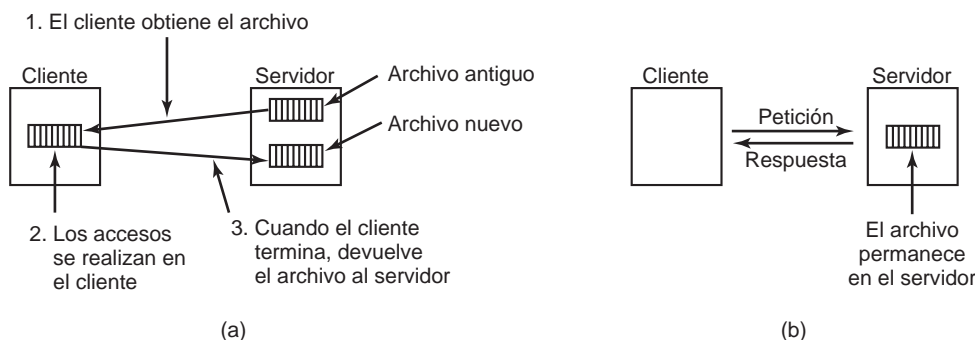 1. El cliente obtiene el archivo
Cliente
Servidor
Archivo antiguo
Archivo nuevo
2. Los accesos
se realizan en
el cliente
3. Cuando el cliente
termina, devuelve
el archivo al servidor
(a)
Cliente
Servidor
Petición
Respuesta
El archivo
permanece
en el servidor
(b)